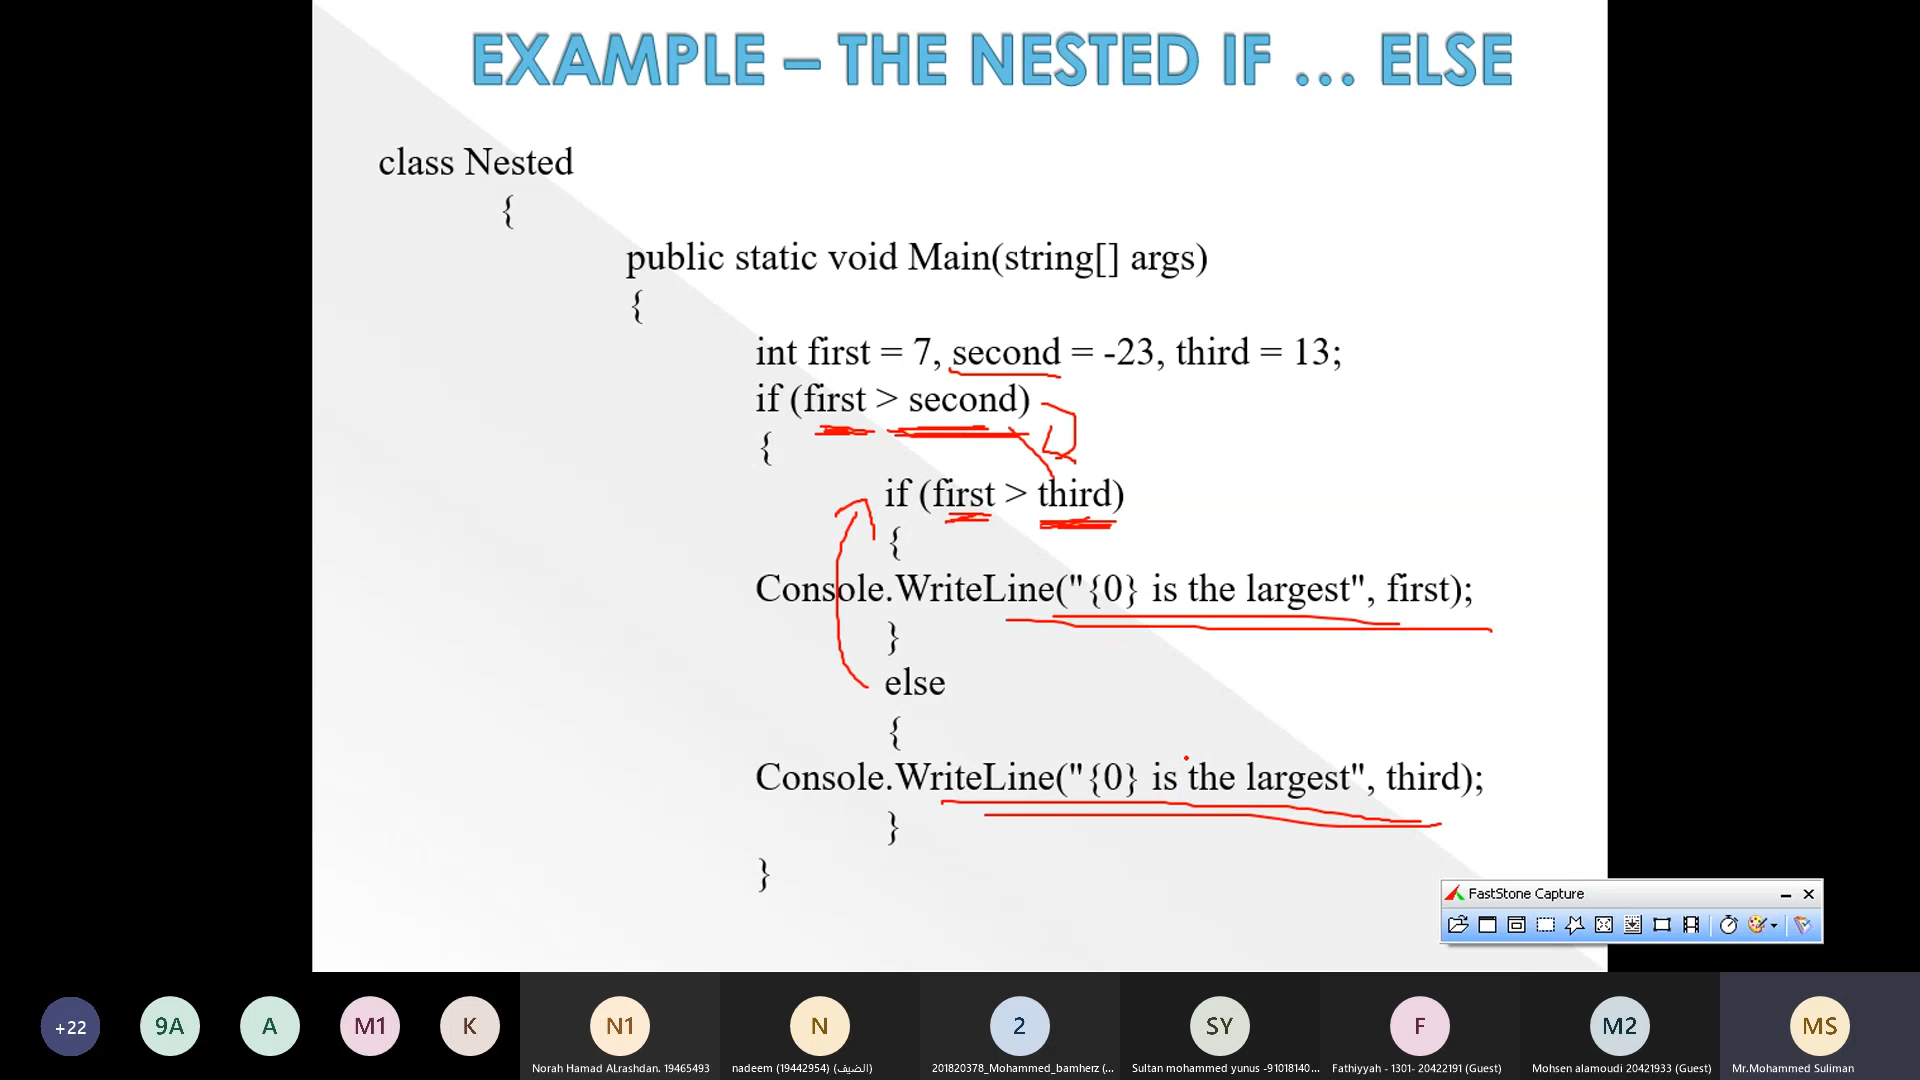 EXAMPLE – THE NESTED IF … ELSE
class Nested
{
public static void Main(string[] args)
{
int first = 7, second = -23, third = 13;
if (first > second)
{
if (first > third)
{
Console.WriteLine("{0} is the largest", first);
}
else
{
Console.WriteLine("{0} is the largest", third);
}
}
FastStone Capture
+22
9A
A
M1
K
N1
N
2
SY
F
M2
MS
Norah Hamad ALrashdan. 19465493
nadeem (19442954) (الضيف)
201820378_Mohammed_bamherz (...
Sultan mohammed yunus -91018140...
Fathiyyah - 1301- 20422191 (Guest)
Mohsen alamoudi 20421933 (Guest)
Mr.Mohammed Suliman